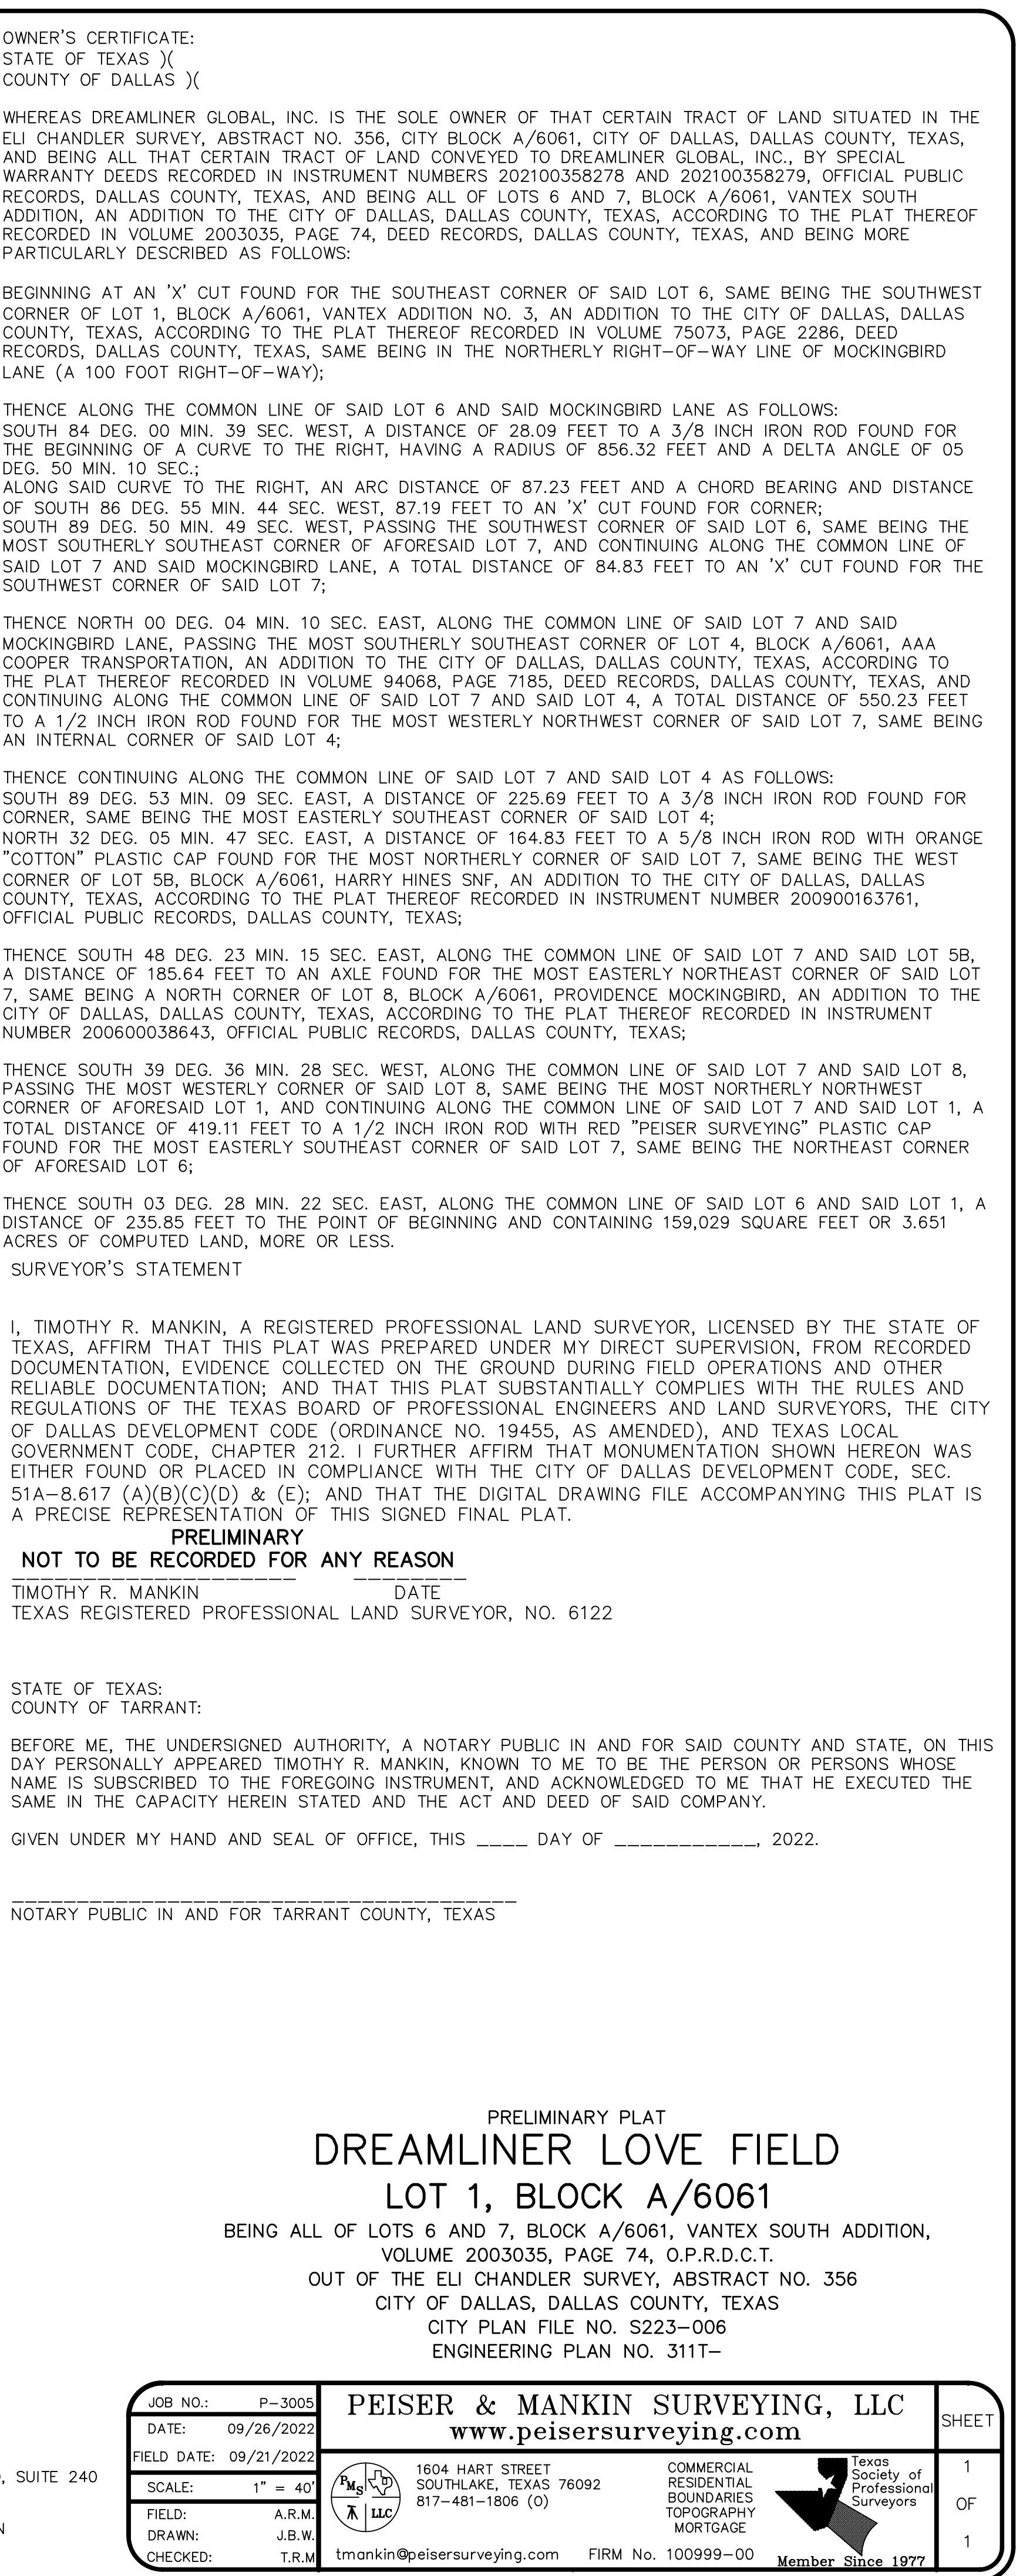 OWNER'S CERTIFICATE:
STATE OF TEXAS )(
COUNTY OF DALLAS )(
WHEREAS DREAMLINER GLOBAL, INC. IS THE SOLE OWNER OF THAT CERTAIN TRACT OF LAND SITUATED IN THE
ELI CHANDLER SURVEY, ABSTRACT NO. 356, CITY BLOCK A/6061, CITY OF DALLAS, DALLAS COUNTY, TEXAS,
AND BEING ALL THAT CERTAIN TRACT OF LAND CONVEYED TO DREAMLINER GLOBAL, INC., BY SPECIAL
WARRANTY DEEDS RECORDED IN INSTRUMENT NUMBERS 202100358278 AND 202100358279, OFFICIAL PUBLIC
RECORDS, DALLAS COUNTY, TEXAS, AND BEING ALL OF LOTS 6 AND 7, BLOCK A/6061, VANTEX SOUTH
ADDITION, AN ADDITION TO THE CITY OF DALLAS, DALLAS COUNTY, TEXAS, ACCORDING TO THE PLAT THEREOF
RECORDED IN VOLUME 2003035, PAGE 74, DEED RECORDS, DALLAS COUNTY, TEXAS, AND BEING MORE
PARTICULARLY DESCRIBED AS FOLLOWS:
BEGINNING AT AN 'X' CUT FOUND FOR THE SOUTHEAST CORNER OF SAID LOT 6, SAME BEING THE SOUTHWEST
CORNER OF LOT 1, BLOCK A/6061, VANTEX ADDITION NO. 3, AN ADDITION TO THE CITY OF DALLAS, DALLAS
COUNTY, TEXAS, ACCORDING TO THE PLAT THEREOF RECORDED IN VOLUME 75073, PAGE 2286, DEED
RECORDS, DALLAS COUNTY, TEXAS, SAME BEING IN THE NORTHERLY RIGHT-OF-WAY LINE OF MOCKINGBIRD
LANE (A 100 FOOT RIGHT-OF-WAY);
THENCE ALONG THE COMMON LINE OF SAID LOT 6 AND SAID MOCKINGBIRD LANE AS FOLLOWS:
SOUTH 84 DEG. 00 MIN. 39 SEC. WEST, A DISTANCE OF 28.09 FEET TO A 3/8 INCH IRON ROD FOUND FOR
THE BEGINNING OF A CURVE TO THE RIGHT, HAVING A RADIUS OF 856.32 FEET AND A DELTA ANGLE OF 05
DEG. 50 MIN. 10 SEC.;
ALONG SAID CURVE TO THE RIGHT, AN ARC DISTANCE OF 87.23 FEET AND A CHORD BEARING AND DISTANCE
OF SOUTH 86 DEG. 55 MIN. 44 SEC. WEST, 87.19 FEET TO AN 'X' CUT FOUND FOR CORNER;
SOUTH 89 DEG. 50 MIN. 49 SEC. WEST, PASSING THE SOUTHWEST CORNER OF SAID LOT 6, SAME BEING THE
MOST SOUTHERLY SOUTHEAST CORNER OF AFORESAID LOT 7, AND CONTINUING ALONG THE COMMON LINE OF
SAID LOT 7 AND SAID MOCKINGBIRD LANE, A TOTAL DISTANCE OF 84.83 FEET TO AN 'X' CUT FOUND FOR THE
SOUTHWEST CORNER OF SAID LOT 7;
THENCE NORTH 00 DEG. 04 MIN. 10 SEC. EAST, ALONG THE COMMON LINE OF SAID LOT 7 AND SAID
MOCKINGBIRD LANE, PASSING THE MOST SOUTHERLY SOUTHEAST CORNER OF LOT 4, BLOCK A/6061, AAA
COOPER TRANSPORTATION, AN ADDITION TO THE CITY OF DALLAS, DALLAS COUNTY, TEXAS, ACCORDING TO
THE PLAT THEREOF RECORDED IN VOLUME 94068, PAGE 7185, DEED RECORDS, DALLAS COUNTY, TEXAS, AND
CONTINUING ALONG THE COMMON LINE OF SAID LOT 7 AND SAID LOT 4, A TOTAL DISTANCE OF 550.23 FEET
TO A 1/2 INCH IRON ROD FOUND FOR THE MOST WESTERLY NORTHWEST CORNER OF SAID LOT 7, SAME BEING
AN INTERNAL CORNER OF SAID LOT 4;
THENCE CONTINUING ALONG THE COMMON LINE OF SAID LOT 7 AND SAID LOT 4 AS FOLLOWS:
SOUTH 89 DEG. 53 MIN. 09 SEC. EAST, A DISTANCE OF 225.69 FEET TO A 3/8 INCH IRON ROD FOUND FOR
CORNER, SAME BEING THE MOST EASTERLY SOUTHEAST CORNER OF SAID LOT 4;
NORTH 32 DEG. 05 MIN. 47 SEC. EAST, A DISTANCE OF 164.83 FEET TO A 5/8 INCH IRON ROD WITH ORANGE
"COTTON" PLASTIC CAP FOUND FOR THE MOST NORTHERLY CORNER OF SAID LOT 7, SAME BEING THE WEST
CORNER OF LOT 5B, BLOCK A/6061, HARRY HINES SNF, AN ADDITION TO THE CITY OF DALLAS, DALLAS
COUNTY, TEXAS, ACCORDING TO THE PLAT THEREOF RECORDED IN INSTRUMENT NUMBER 200900163761,
OFFICIAL PUBLIC RECORDS, DALLAS COUNTY, TEXAS;
THENCE SOUTH 48 DEG. 23 MIN. 15 SEC. EAST, ALONG THE COMMON LINE OF SAID LOT 7 AND SAID LOT 5B,
A DISTANCE OF 185.64 FEET TO AN AXLE FOUND FOR THE MOST EASTERLY NORTHEAST CORNER OF SAID LOT
7, SAME BEING A NORTH CORNER OF LOT 8, BLOCK A/6061, PROVIDENCE MOCKINGBIRD, AN ADDITION TO THE
CITY OF DALLAS, DALLAS COUNTY, TEXAS, ACCORDING TO THE PLAT THEREOF RECORDED IN INSTRUMENT
NUMBER 200600038643, OFFICIAL PUBLIC RECORDS, DALLAS COUNTY, TEXAS;
THENCE SOUTH 39 DEG. 36 MIN. 28 SEC. WEST, ALONG THE COMMON LINE OF SAID LOT 7 AND SAID LOT 8,
PASSING THE MOST WESTERLY CORNER OF SAID LOT 8, SAME BEING THE MOST NORTHERLY NORTHWEST
CORNER OF AFORESAID LOT 1, AND CONTINUING ALONG THE COMMON LINE OF SAID LOT 7 AND SAID LOT 1, A
TOTAL DISTANCE OF 419.11 FEET TO A 1/2 INCH IRON ROD WITH RED "PEISER SURVEYING" PLASTIC CAP
FOUND FOR THE MOST EASTERLY SOUTHEAST CORNER OF SAID LOT 7, SAME BEING THE NORTHEAST CORNER
OF AFORESAID LOT 6;
THENCE SOUTH 03 DEG. 28 MIN. 22 SEC. EAST, ALONG THE COMMON LINE OF SAID LOT 6 AND SAID LOT 1, A
DISTANCE OF 235.85 FEET TO THE POINT OF BEGINNING AND CONTAINING 159,029 SQUARE FEET OR 3.651
ACRES OF COMPUTED LAND, MORE OR LESS.
SURVEYOR'S STATEMENT
I, TIMOTHY R. MANKIN, A REGISTERED PROFESSIONAL LAND SURVEYOR, LICENSED BY THE STATE OF
TEXAS, AFFIRM THAT THIS PLAT WAS PREPARED UNDER MY DIRECT SUPERVISION, FROM RECORDED
DOCUMENTATION, EVIDENCE COLLECTED ON THE GROUND DURING FIELD OPERATIONS AND OTHER
RELIABLE DOCUMENTATION; AND THAT THIS PLAT SUBSTANTIALLY COMPLIES WITH THE RULES AND
REGULATIONS OF THE TEXAS BOARD OF PROFESSIONAL ENGINEERS AND LAND SURVEYORS, THE CITY
OF DALLAS DEVELOPMENT CODE (ORDINANCE NO. 19455, AS AMENDED), AND TEXAS LOCAL
GOVERNMENT CODE, CHAPTER 212. I FURTHER AFFIRM THAT MONUMENTATION SHOWN HEREON WAS
EITHER FOUND OR PLACED IN COMPLIANCE WITH THE CITY OF DALLAS DEVELOPMENT CODE, SEC.
51A-8.617 (A)(B)(C)(D) & (E); AND THAT THE DIGITAL DRAWING FILE ACCOMPANYING THIS PLAT IS
A PRECISE REPRESENTATION OF THIS SIGNED FINAL PLAT.
PRELIMINARY
NOT TO BE RECORDED FOR ANY REASON
____________________ ________
TIMOTHY R. MANKIN DATE
TEXAS REGISTERED PROFESSIONAL LAND SURVEYOR, NO. 6122
STATE OF TEXAS:
COUNTY OF TARRANT:
BEFORE ME, THE UNDERSIGNED AUTHORITY, A NOTARY PUBLIC IN AND FOR SAID COUNTY AND STATE, ON THIS
DAY PERSONALLY APPEARED TIMOTHY R. MANKIN, KNOWN TO ME TO BE THE PERSON OR PERSONS WHOSE
NAME IS SUBSCRIBED TO THE FOREGOING INSTRUMENT, AND ACKNOWLEDGED TO ME THAT HE EXECUTED THE
SAME IN THE CAPACITY HEREIN STATED AND THE ACT AND DEED OF SAID COMPANY.
GIVEN UNDER MY HAND AND SEAL OF OFFICE, THIS ____ DAY OF ___________, 2022.
_______________________________________
NOTARY PUBLIC IN AND FOR TARRANT COUNTY, TEXAS
PRELIMINARY PLAT
DREAMLINER LOVE FIELD
LOT 1, BLOCK A/6061
BEING ALL OF LOTS 6 AND 7, BLOCK A/6061, VANTEX SOUTH ADDITION,
VOLUME 2003035, PAGE 74, O.P.R.D.C.T.
OUT OF THE ELI CHANDLER SURVEY, ABSTRACT NO. 356
CITY OF DALLAS, DALLAS COUNTY, TEXAS
CITY PLAN FILE NO. S223-006
ENGINEERING PLAN NO. 311T-
, SUITE 240
N
JOB NO.: P-3005
DATE: 09/26/2022
FIELD DATE: 09/21/2022
SCALE: 1" = 40'
FIELD: A.R.M.
DRAWN: J.B.W.
CHECKED: T.R.M
PEISER & MANKIN SURVEYING, LLC
www.peisersurveying.com
PMS
LLC
1604 HART STREET
SOUTHLAKE, TEXAS 76092
817-481-1806 (O)
tmankin@peisersurveying.com FIRM No. 100999-00
COMMERCIAL
RESIDENTIAL
BOUNDARIES
TOPOGRAPHY
MORTGAGE
Texas
Society of
Professional
Surveyors
Member Since 1977
SHEET
1
OF
1